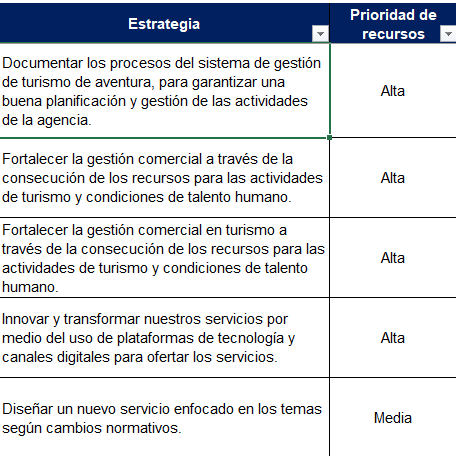 Estrategia
Prioridad de
recursos
Documentar los procesos del sistema de gestión
de turismo de aventura, para garantizar una
buena planificación y gestión de las actividades
de la agencia.
Alta
Fortalecer la gestión comercial a través de la
consecución de los recursos para las actividades
de turismo y condiciones de talento humano.
Alta
Fortalecer la gestión comercial en turismo a
través de la consecución de los recursos para las
actividades de turismo y condiciones de talento
humano.
Alta
Innovar y transformar nuestros servicios por
medio del uso de plataformas de tecnología y
canales digitales para ofertar los servicios.
Alta
Diseñar un nuevo servicio enfocado en los temas
según cambios normativos.
Media